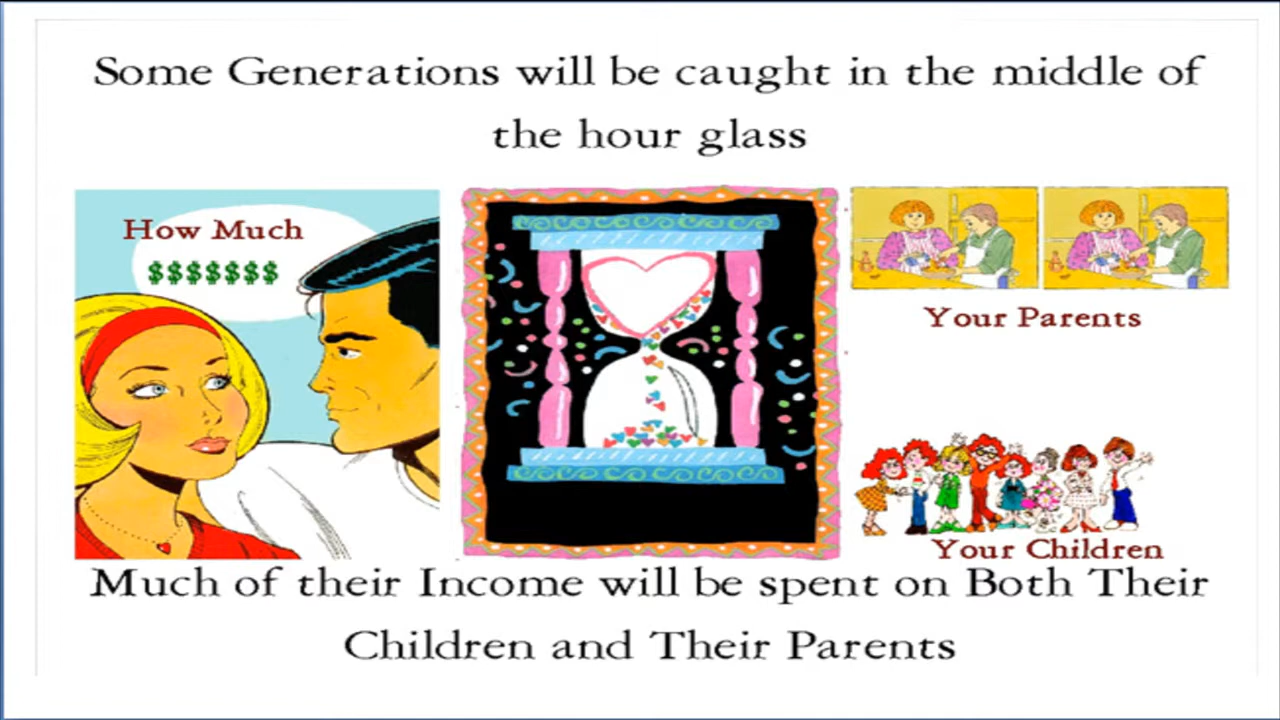 Some Generations will be caught in the middle of
the hour glass
How Much
$$$$$$$
Your Parents
Your Children
Much of their Income will be spent on Both Their
Children and Their Parents